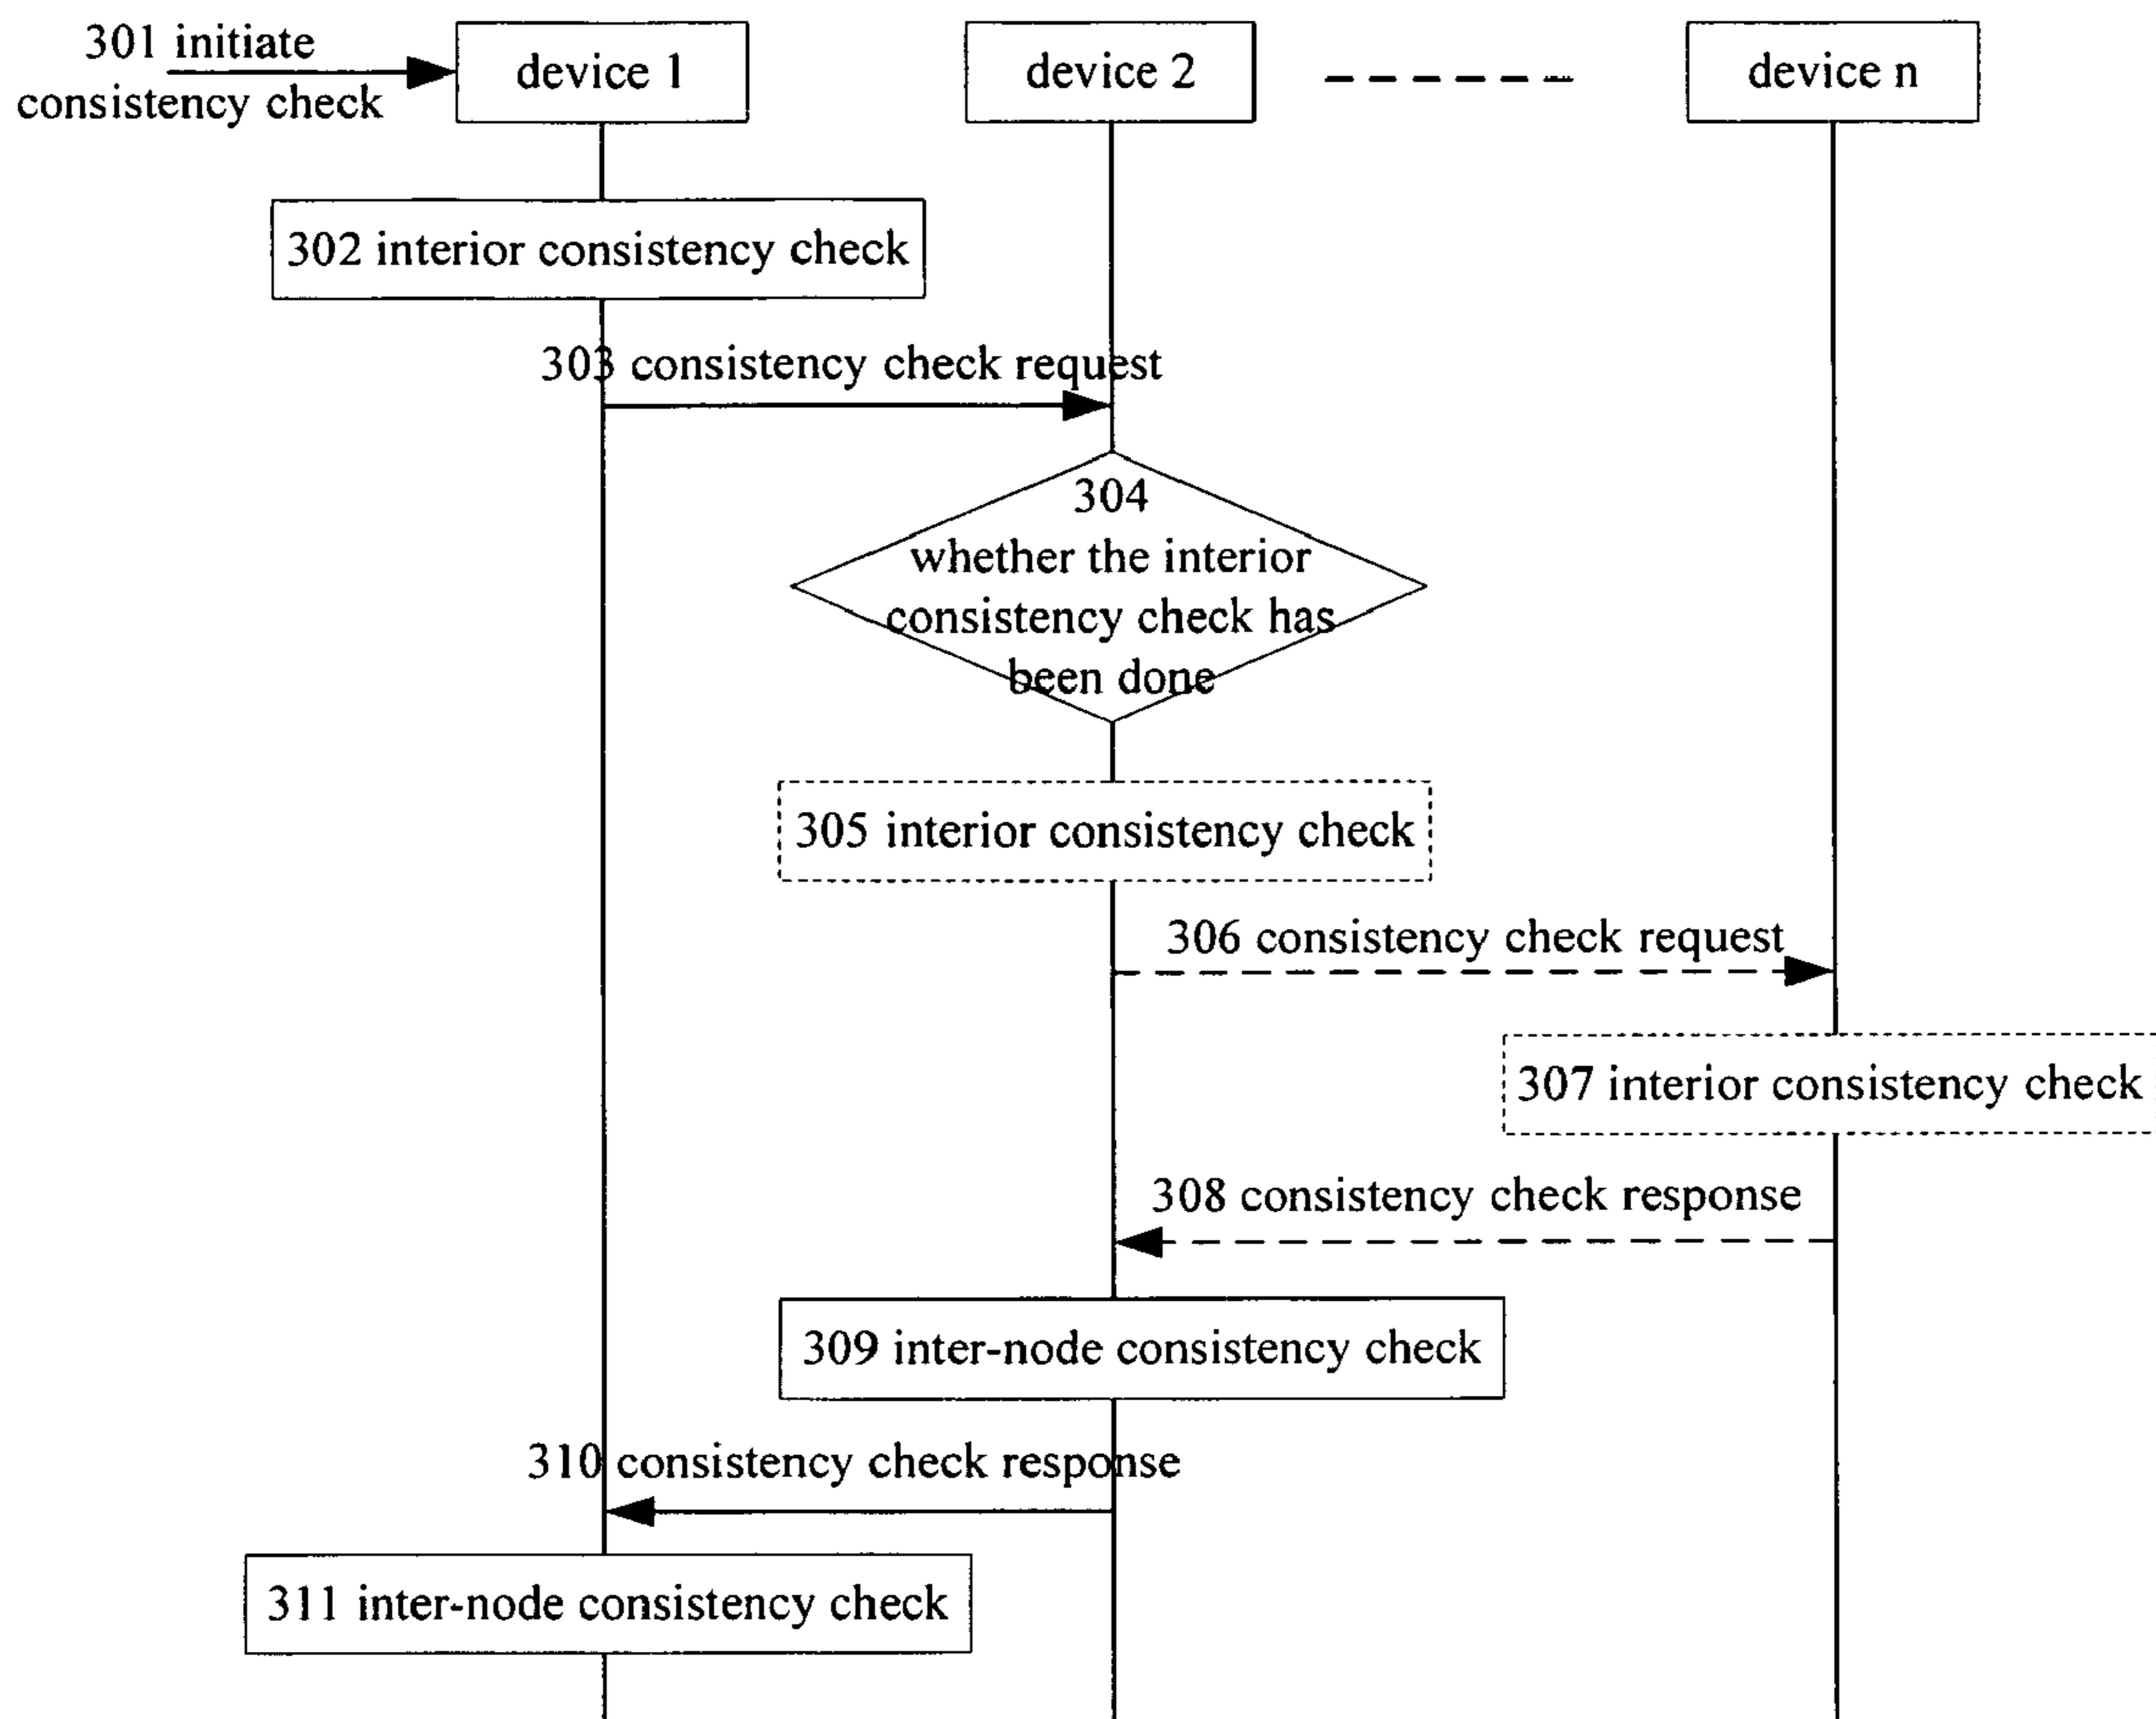 301 initiate
consistency check
device 1
device 2
device n
302 interior consistency check
303 consistency check request
304
whether the interior
consistency check has
been done
305 interior consistency check
306 consistency check request
307 interior consistency check
308 consistency check response
309 inter-node consistency check
310 consistency check response
311 inter-node consistency check